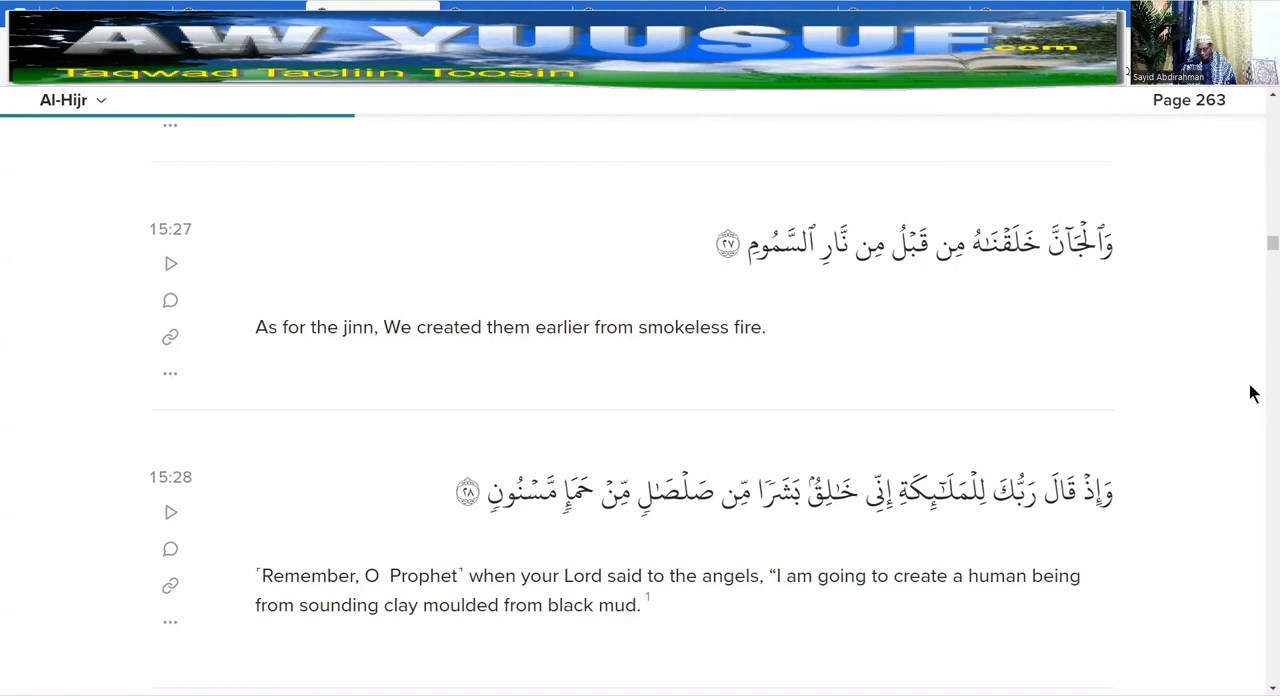 AW YUUSUF.com
Taqwad Tacliin Toosin
Sayid Abdirahman
Al-Hijr
Page 263
15:27
وَٱلْجَآنَّ خَلَقْنَـٰهُ مِن قَبْلُ مِن نَّارِ ٱلسَّمُومِ ٢٧
As for the jinn, We created them earlier from smokeless fire.
15:28
وَإِذْ قَالَ رَبُّكَ لِلْمَلَـٰٓئِكَةِ إِنِّى خَـٰلِقٌۢ بَشَرًۭا مِّن صَلْصَـٰلٍۢ مِّنْ حَمَإٍۢ مَّسْنُونٍۢ ٢٨
˹Remember, O Prophet˺ when your Lord said to the angels, “I am going to create a human being
from sounding clay moulded from black mud. 1